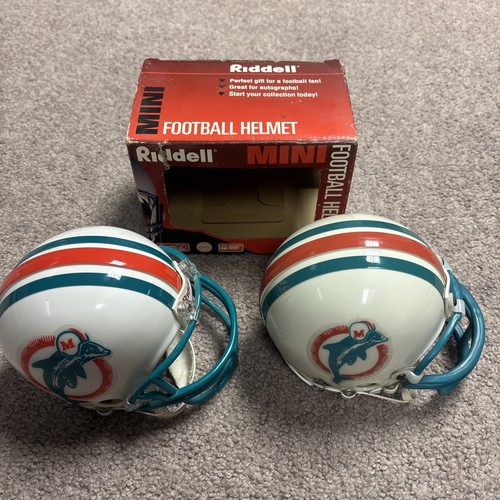 Riddell
Perfect gift for a football fan!
Great for autographs!
Start your collection today!
MINI
FOOTBALL HELMET
Riddell
MINI
FOOTBALL HE
M
M